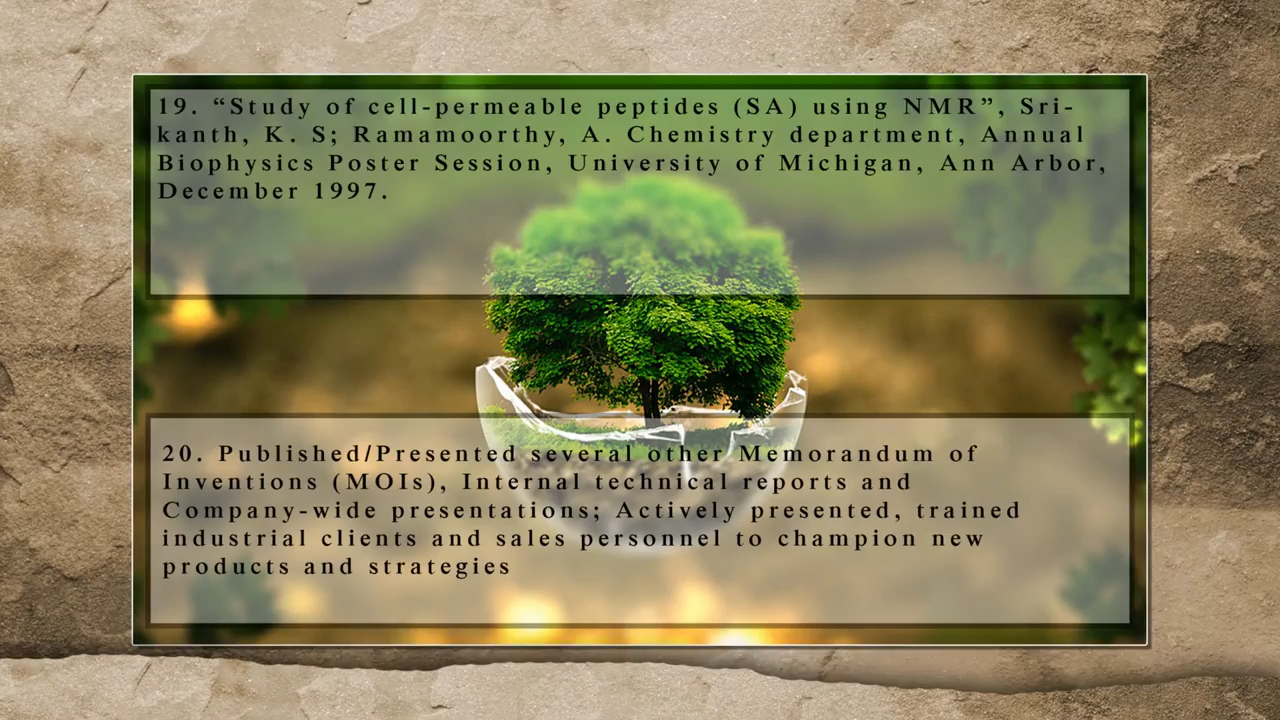 19. “Study of cell-permeable peptides (SA) using NMR”, Sri-
kanth, K. S; Ramamoorthy, A. Chemistry department, Annual
Biophysics Poster Session, University of Michigan, Ann Arbor,
December 1997.
20. Published/Presented several other Memorandum of
Inventions (MOIs), Internal technical reports and
Company-wide presentations; Actively presented, trained
industrial clients and sales personnel to champion new
products and strategies